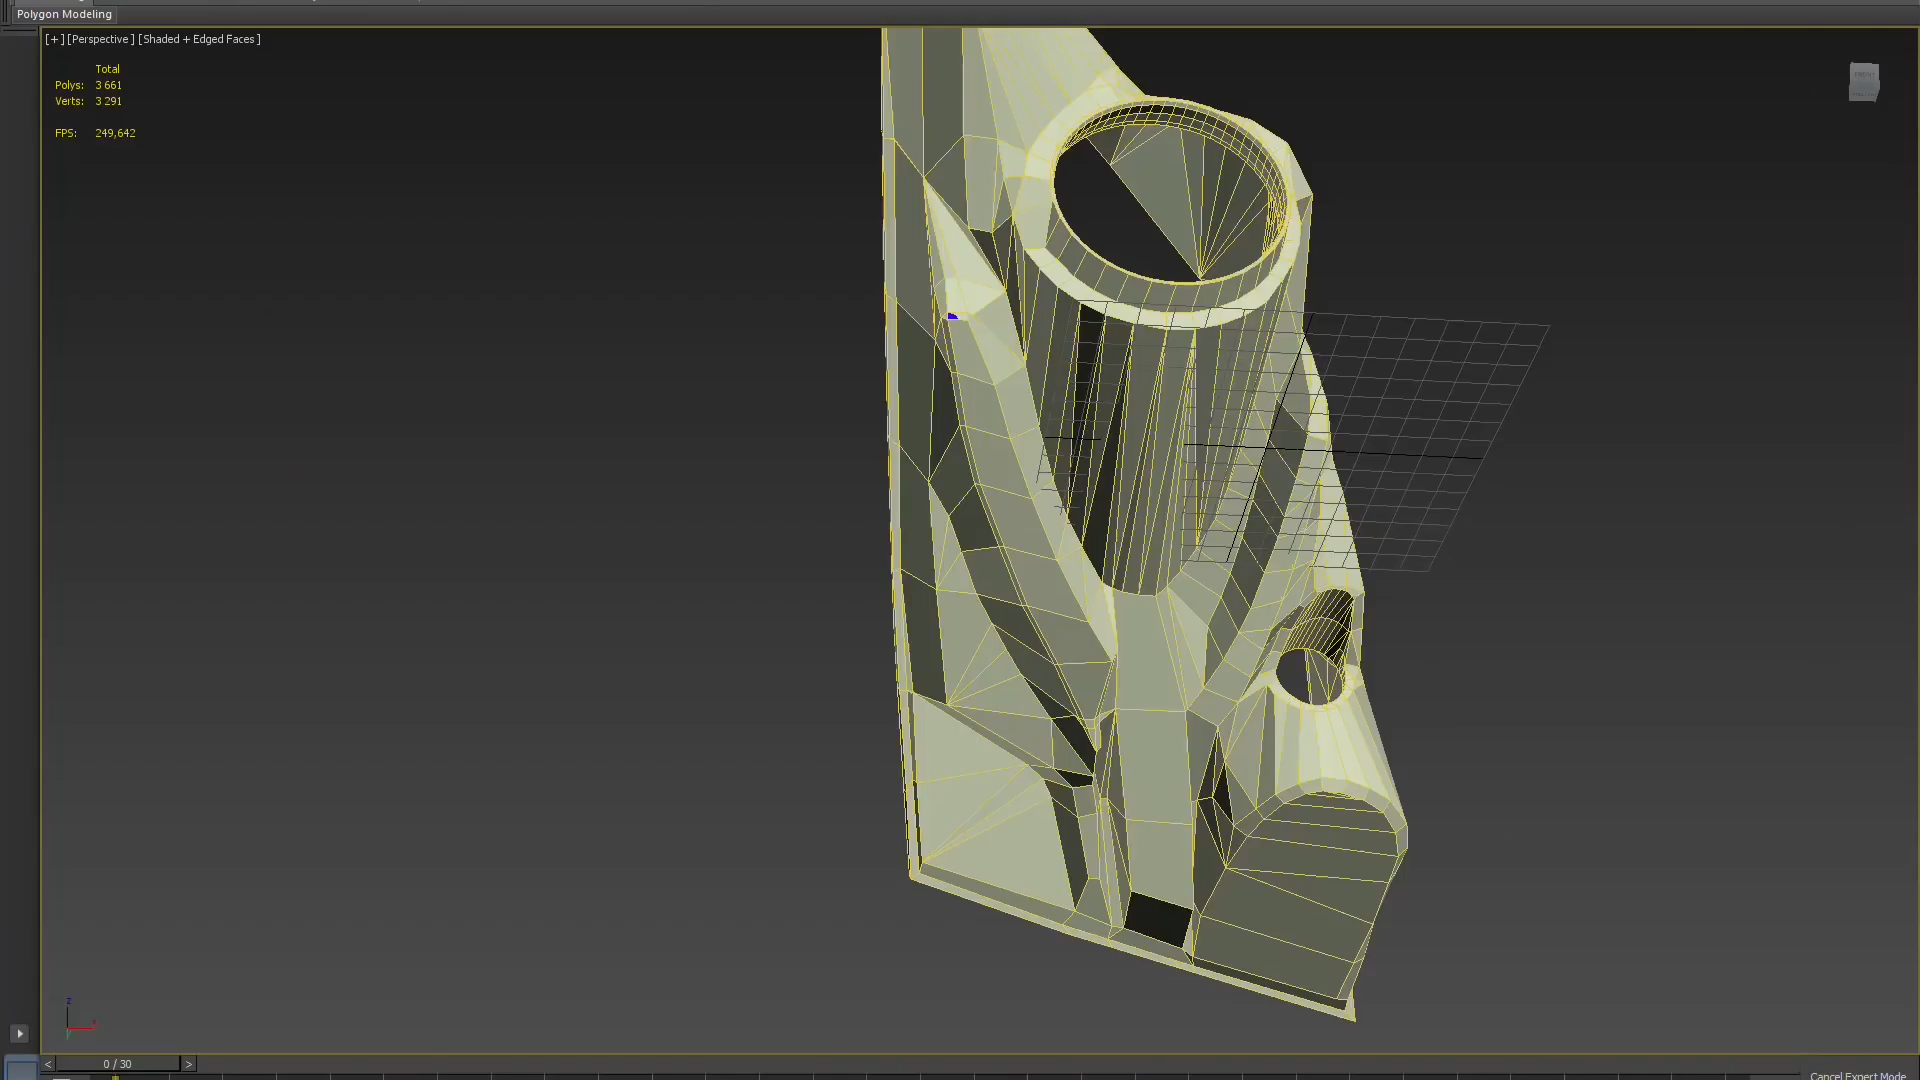 Polygon Modeling
[+] [Perspective] [Shaded + Edged Faces]
Total
Polys: 3 661
Verts: 3 291
FPS: 249,642
FRONT
z
< 0 / 30 >
Cancel Expert Mode